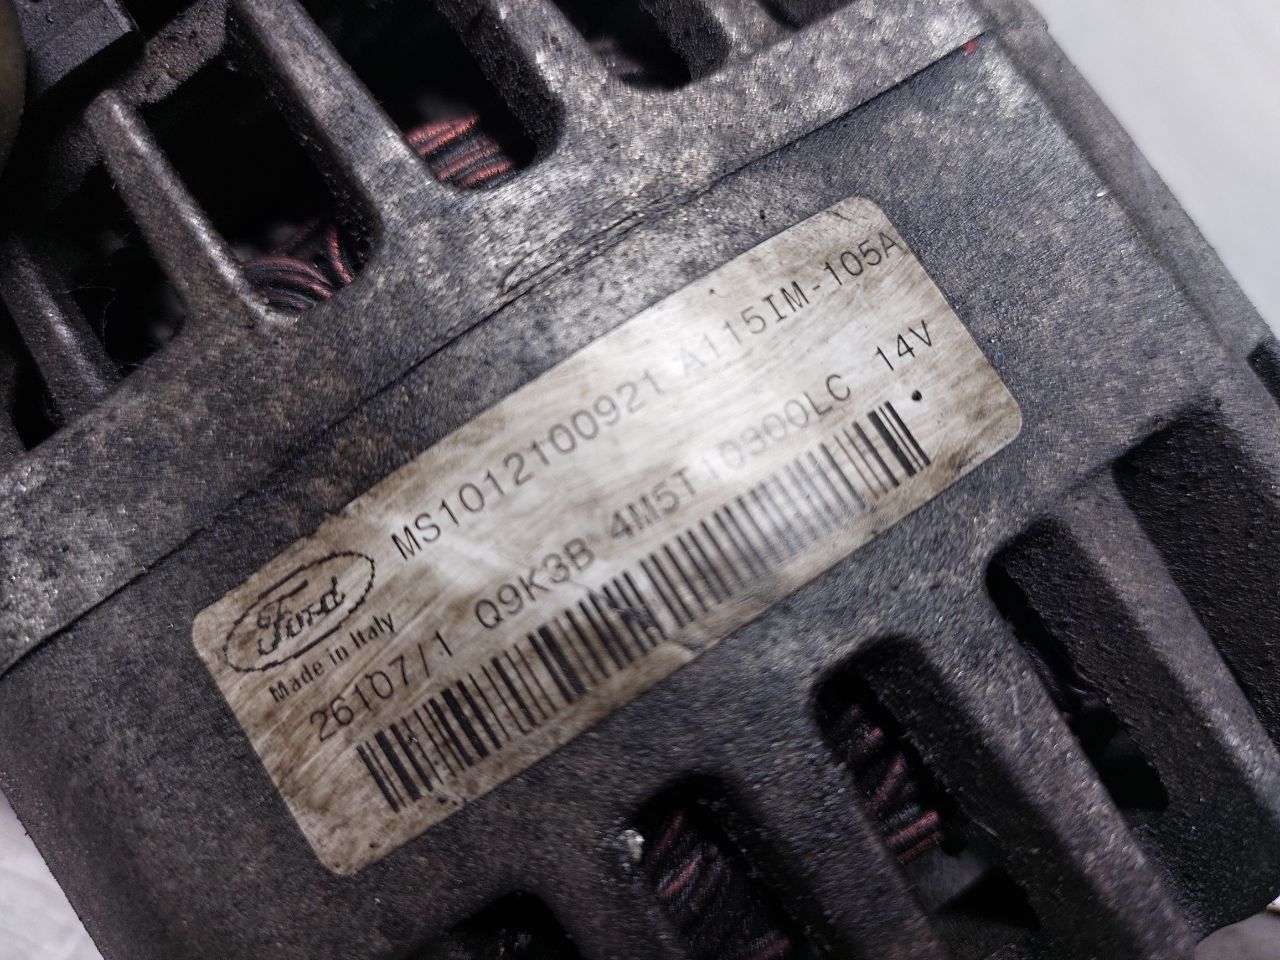 MS1012100921 A115IM-105A
Ford
Made in Italy
26107/1 Q9K3B 4M5T10300LC 14V